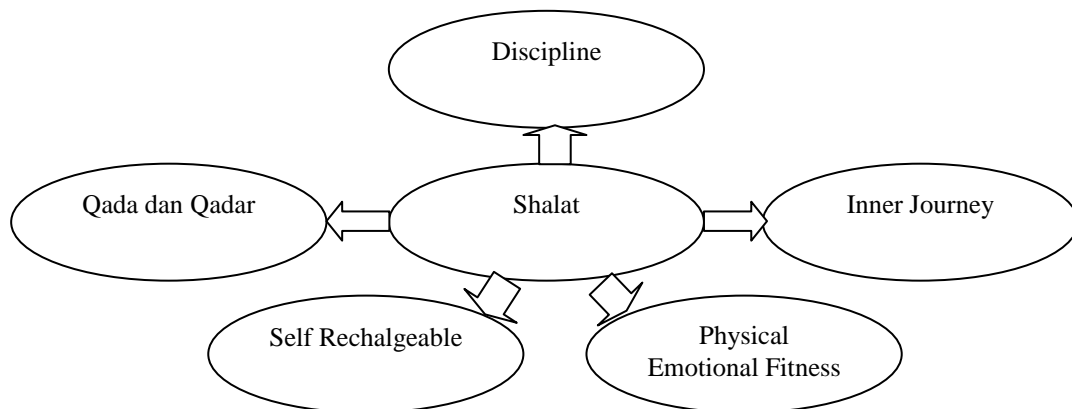 Discipline
Qada dan Qadar
Shalat
Inner Journey
Self Rechalgeable
Physical
Emotional Fitness